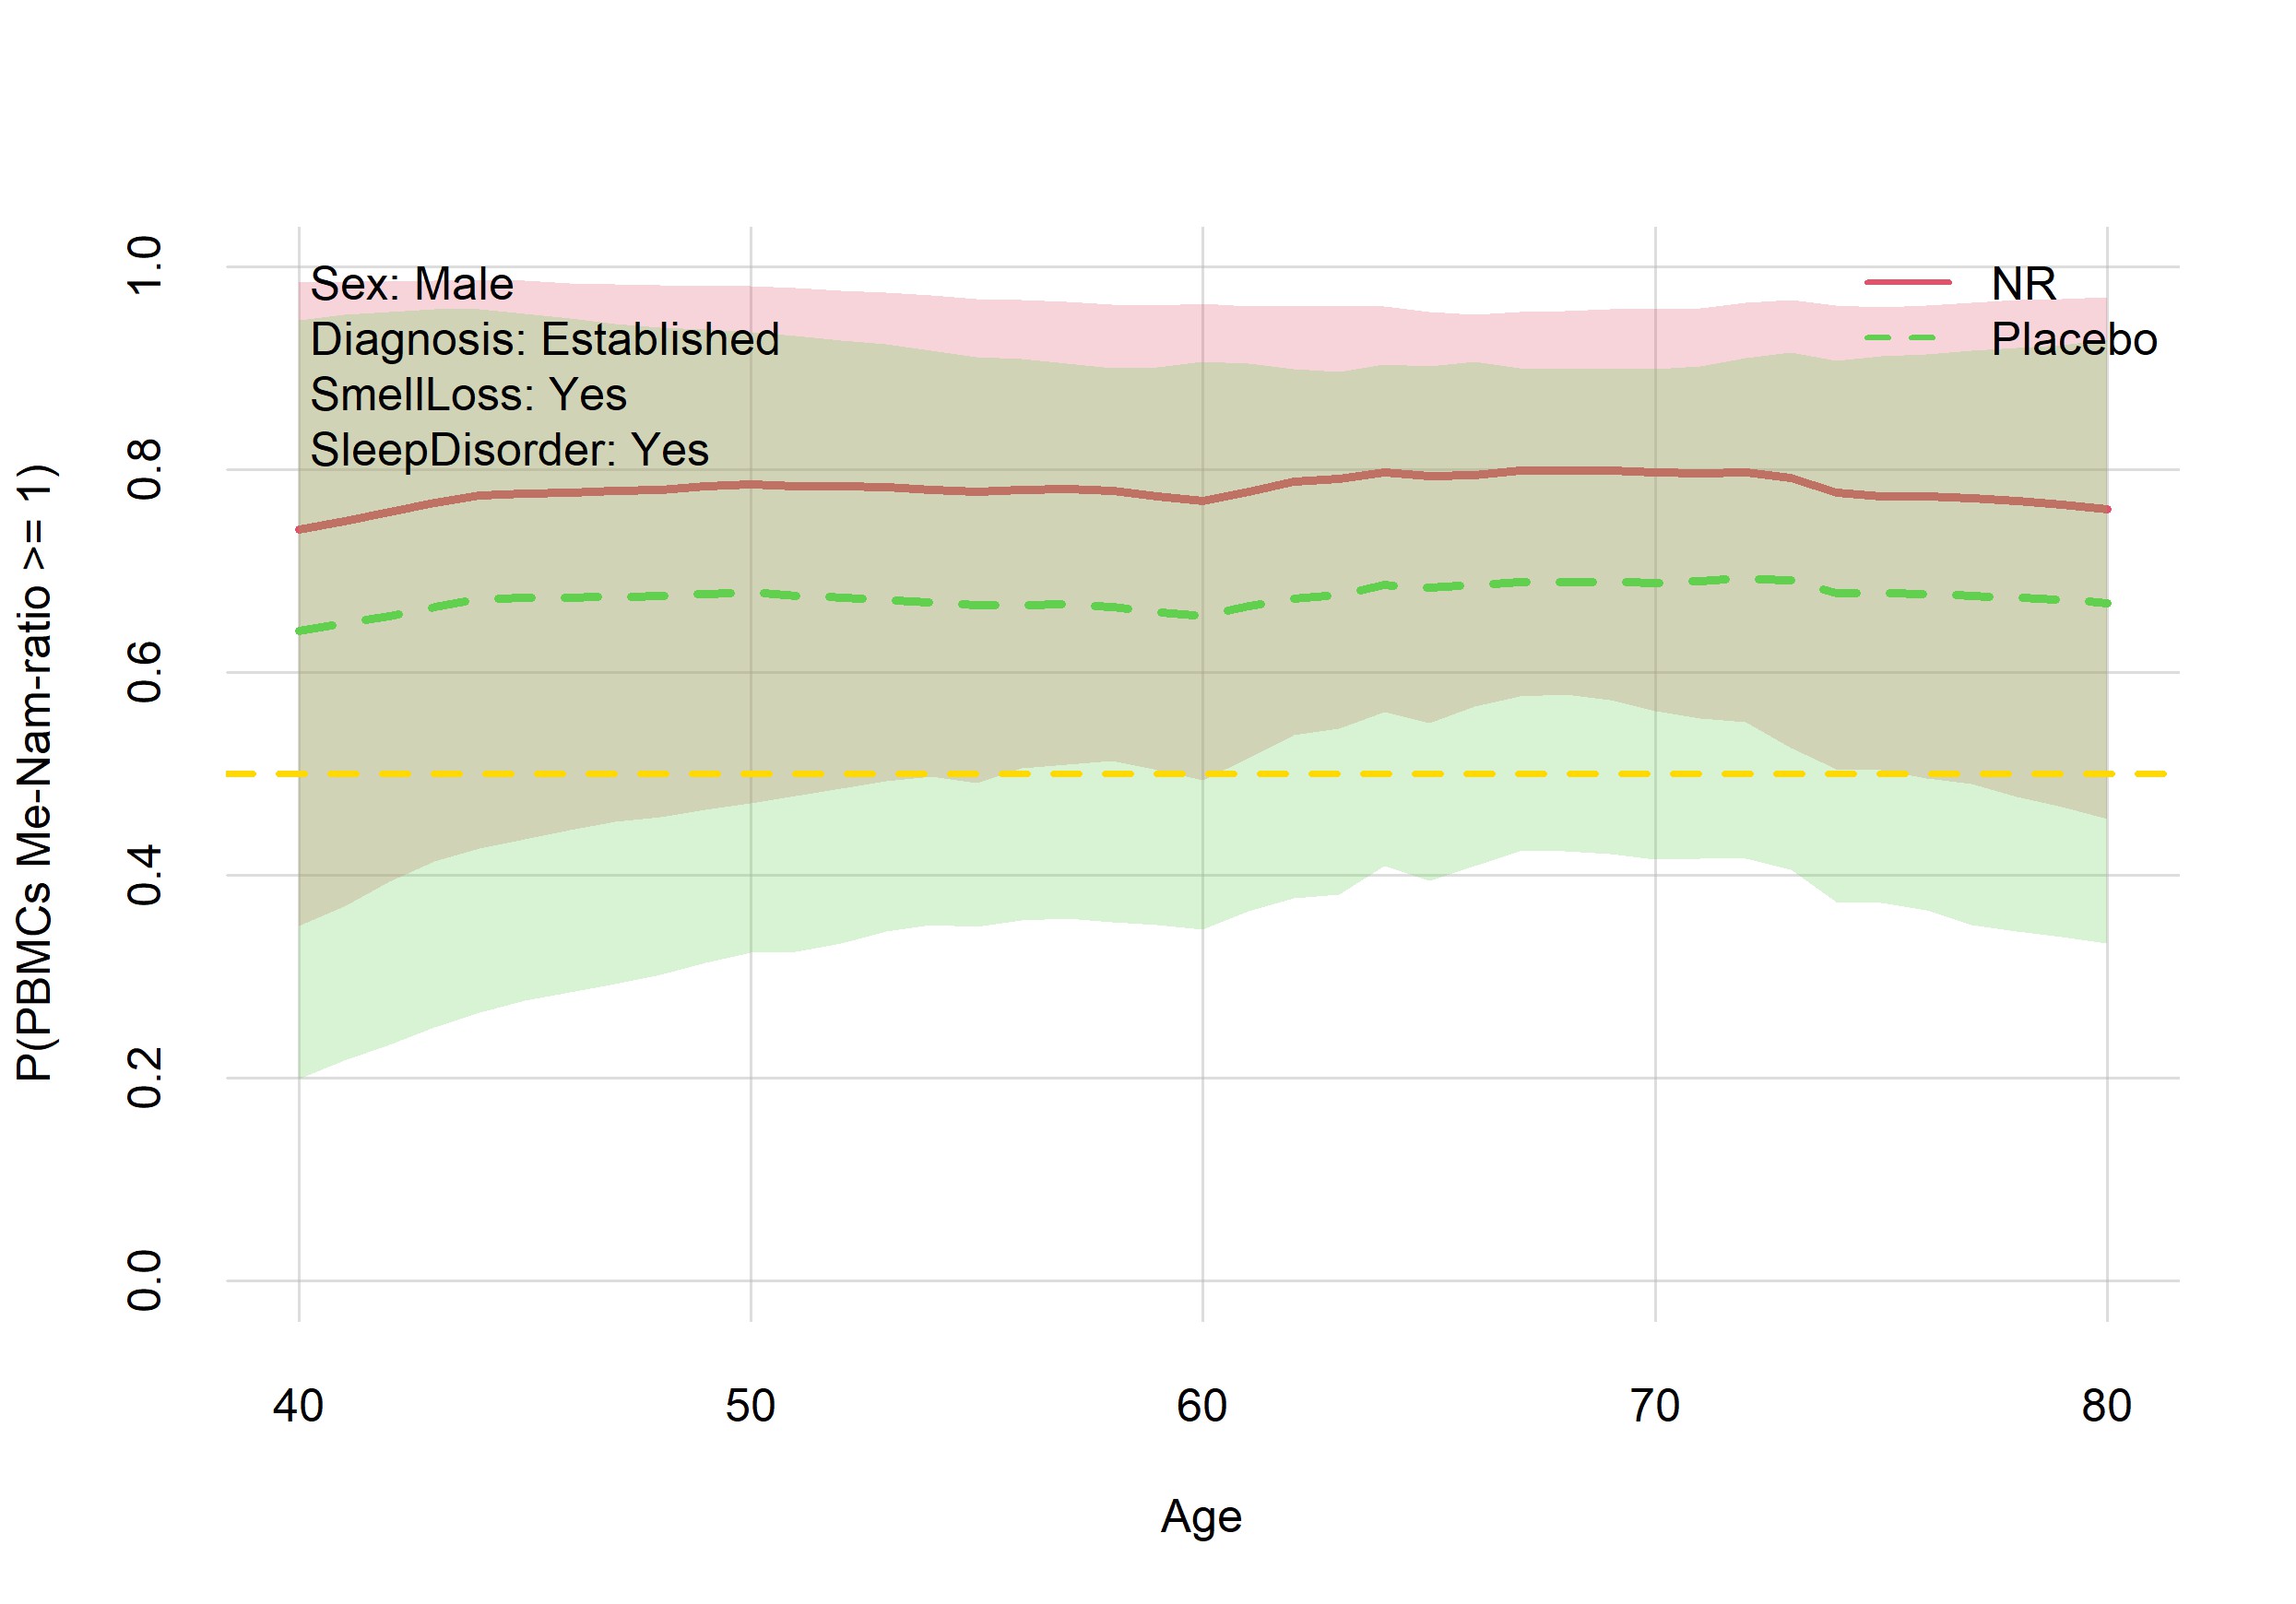 Sex: Male
Diagnosis: Established
SmellLoss: Yes
SleepDisorder: Yes
NR
Placebo
P(PBMCs Me-Nam-ratio >= 1)
1.0
0.8
0.6
0.4
0.2
0.0
40 50 60 70 80
Age